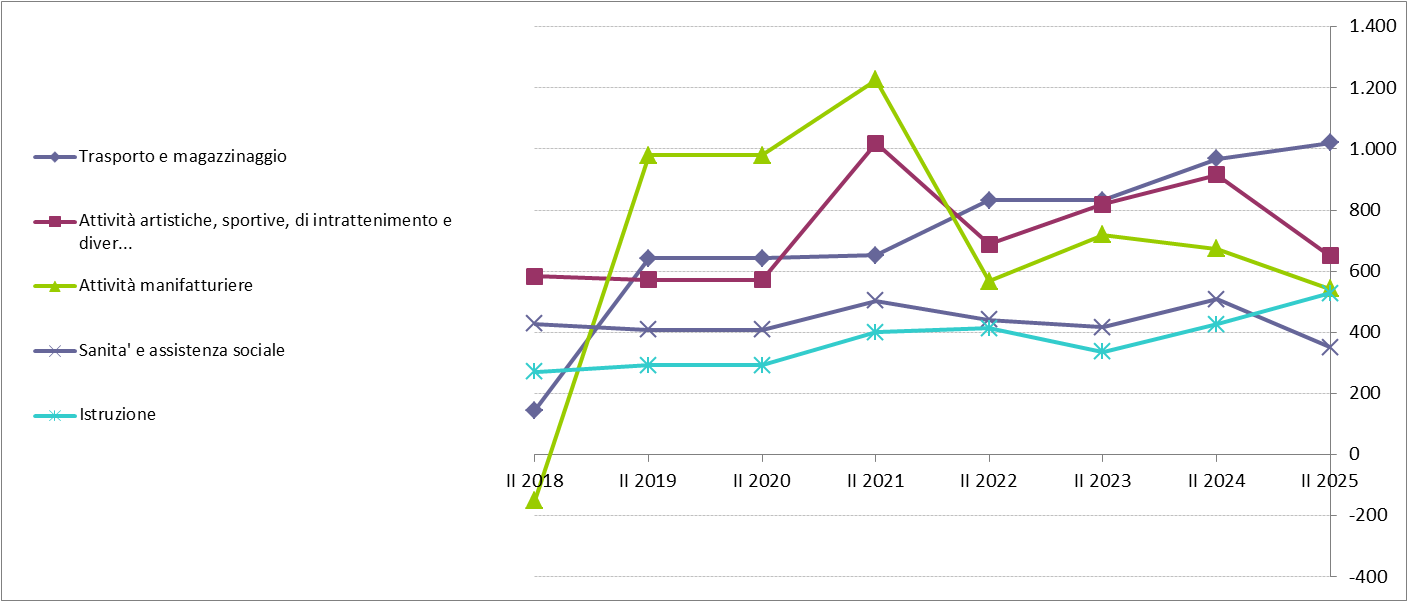 Trasporto e magazzinaggio
Attività artistiche, sportive, di intrattenimento e
diver...
Attività manifatturiere
Sanita' e assistenza sociale
Istruzione
1.400
1.200
1.000
800
600
400
200
0
-200
-400
II 2018
II 2019
II 2020
II 2021
II 2022
II 2023
II 2024
II 2025